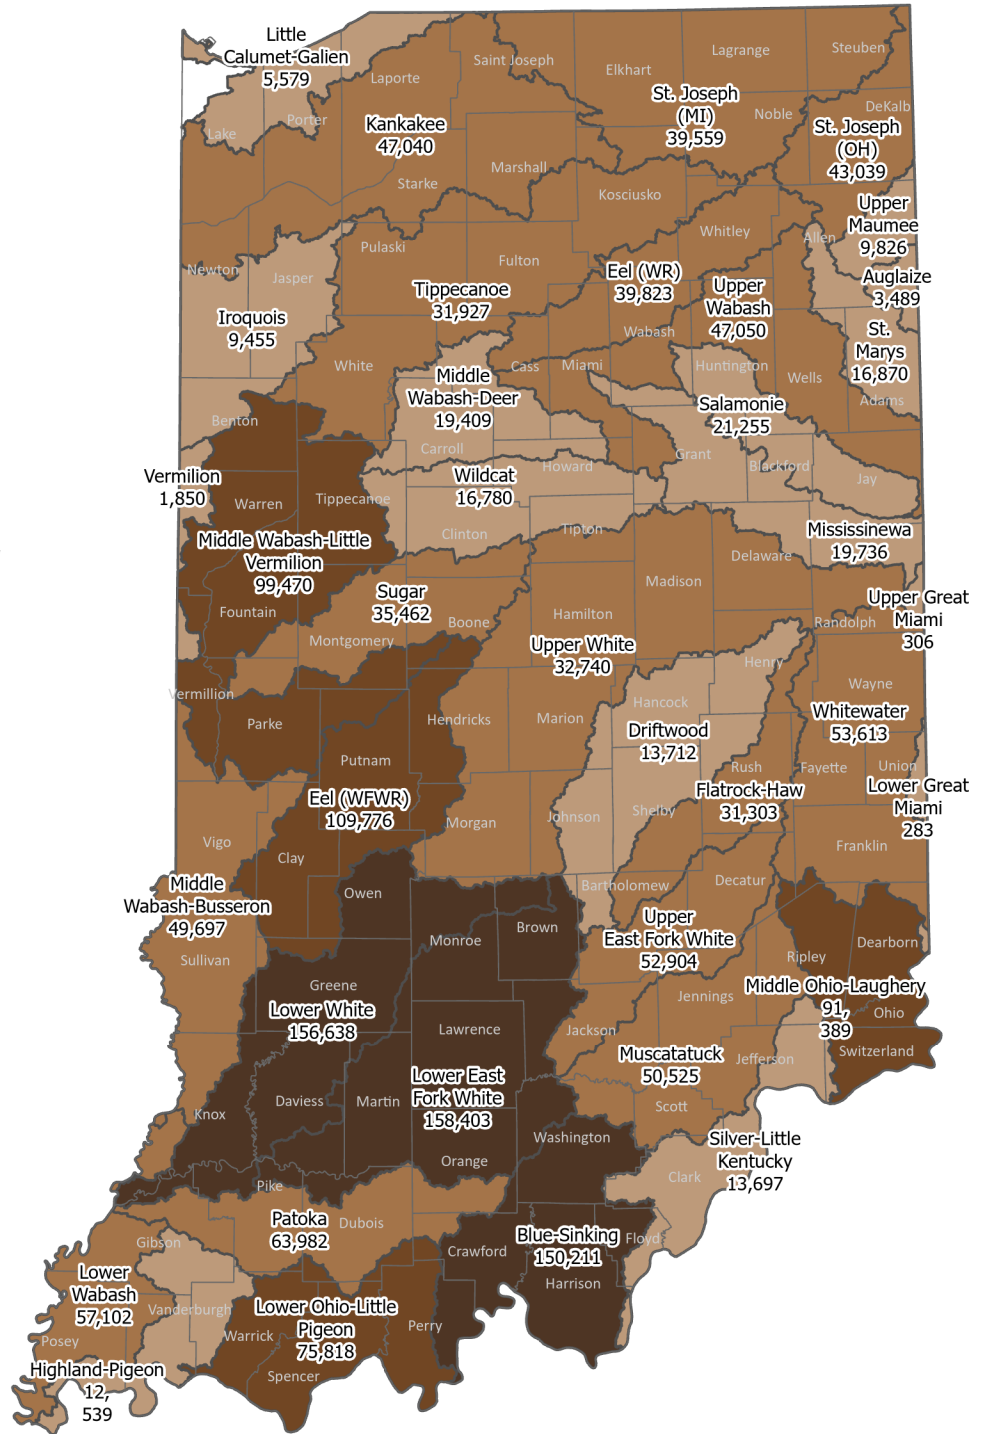 Little
Calumet-Galien
5,579
Saint Joseph
Lagrange
Steuben
Elkhart
Laporte
St. Joseph
(MI)
39,559
Noble
DeKalb
Lake
Porter
Kankakee
47,040
St. Joseph
(OH)
43,039
Marshall
Starke
Kosciusko
Upper
Maumee
9,826
Whitley
Allen
Pulaski
Fulton
Newton
Jasper
Eel (WR)
39,823
Auglaize
3,489
Tippecanoe
31,927
Upper
Wabash
47,050
Iroquois
9,455
Wabash
St.
Marys
16,870
White
Cass
Miami
Huntington
Wells
Middle
Wabash-Deer
19,409
Adams
Salamonie
21,255
Benton
Carroll
Grant
Howard
Blackford
Jay
Vermilion
1,850
Wildcat
16,780
Warren
Tippecanoe
Clinton
Tipton
Mississinewa
19,736
Middle Wabash-Little
Vermilion
99,470
Delaware
Madison
Sugar
35,462
Upper Great
Miami
306
Fountain
Hamilton
Boone
Randolph
Montgomery
Upper White
32,740
Henry
Vermillion
Wayne
Hancock
Parke
Hendricks
Marion
Driftwood
13,712
Whitewater
53,613
Putnam
Rush
Fayette
Union
Eel (WFWR)
109,776
Flatrock-Haw
31,303
Lower Great
Miami
283
Morgan
Johnson
Shelby
Vigo
Clay
Franklin
Middle
Wabash-Busseron
49,697
Owen
Bartholomew
Decatur
Upper
East Fork White
52,904
Brown
Monroe
Dearborn
Sullivan
Ripley
Greene
Jennings
Middle Ohio-Laughery
91,
389
Lower White
156,638
Ohio
Lawrence
Jackson
Muscatatuck
50,525
Jefferson
Switzerland
Lower East
Fork White
158,403
Daviess
Martin
Knox
Scott
Washington
Silver-Little
Kentucky
13,697
Orange
Clark
Pike
Patoka
63,982
Dubois
Gibson
Crawford
Blue-Sinking
150,211
Floyd
Harrison
Lower
Wabash
57,102
Vanderburgh
Lower Ohio-Little
Pigeon
75,818
Perry
Warrick
Posey
Highland-Pigeon
12,
539
Spencer